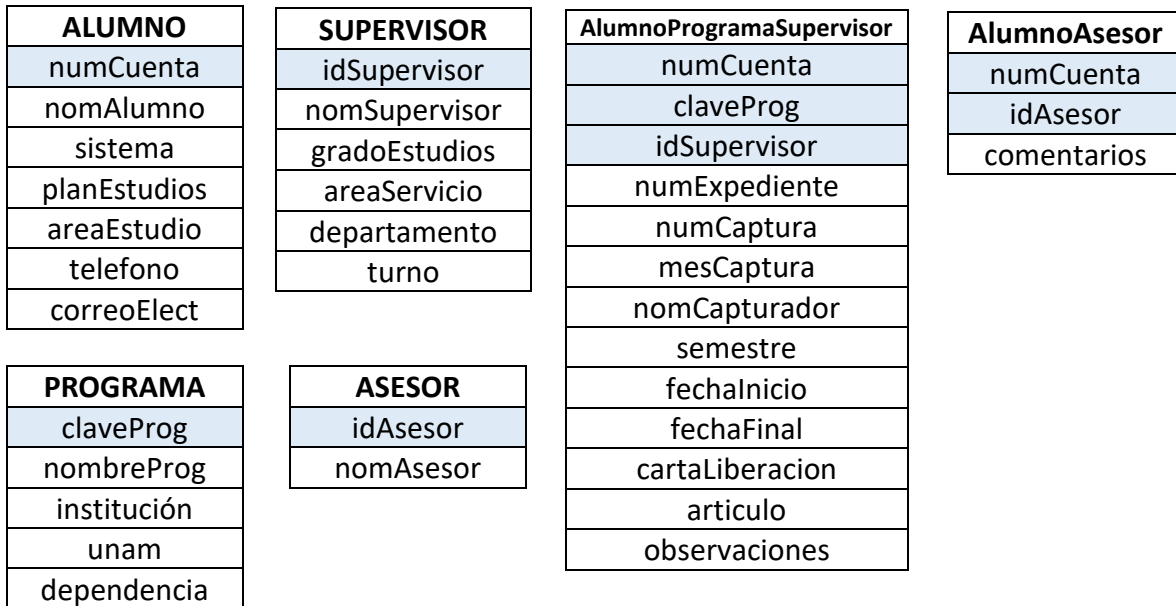 ALUMNO
numCuenta
nomAlumno
sistema
planEstudios
areaEstudio
telefono
correoElect
SUPERVISOR
idSupervisor
nomSupervisor
gradoEstudios
areaServicio
departamento
turno
AlumnoProgramaSupervisor
numCuenta
claveProg
idSupervisor
numExpediente
numCaptura
mesCaptura
nomCapturador
semestre
fechaInicio
fechaFinal
cartaLiberacion
articulo
observaciones
AlumnoAsesor
numCuenta
idAsesor
comentarios
PROGRAMA
claveProg
nombreProg
institución
unam
dependencia
ASESOR
idAsesor
nomAsesor